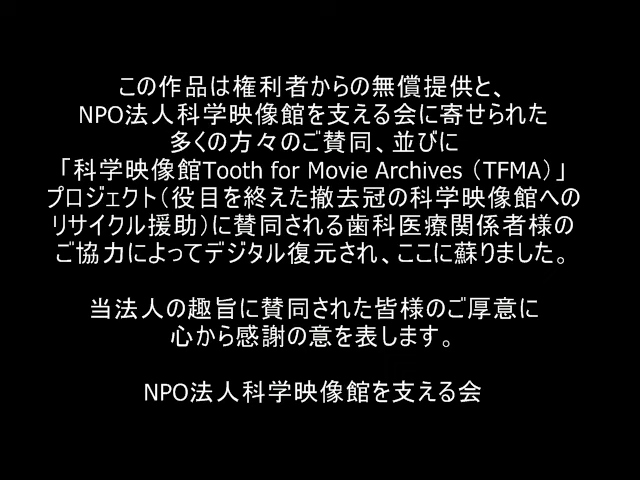 この作品は権利者からの無償提供と、
NPO法人科学映像館を支える会に寄せられた
多くの方々のご賛同、並びに
「科学映像館Tooth for Movie Archives（TFMA）」
プロジェクト（役目を終えた撤去冠の科学映像館への
リサイクル援助）に賛同される歯科医療関係者様の
ご協力によってデジタル復元され、ここに蘇りました。
当法人の趣旨に賛同された皆様のご厚意に
心から感謝の意を表します。
NPO法人科学映像館を支える会